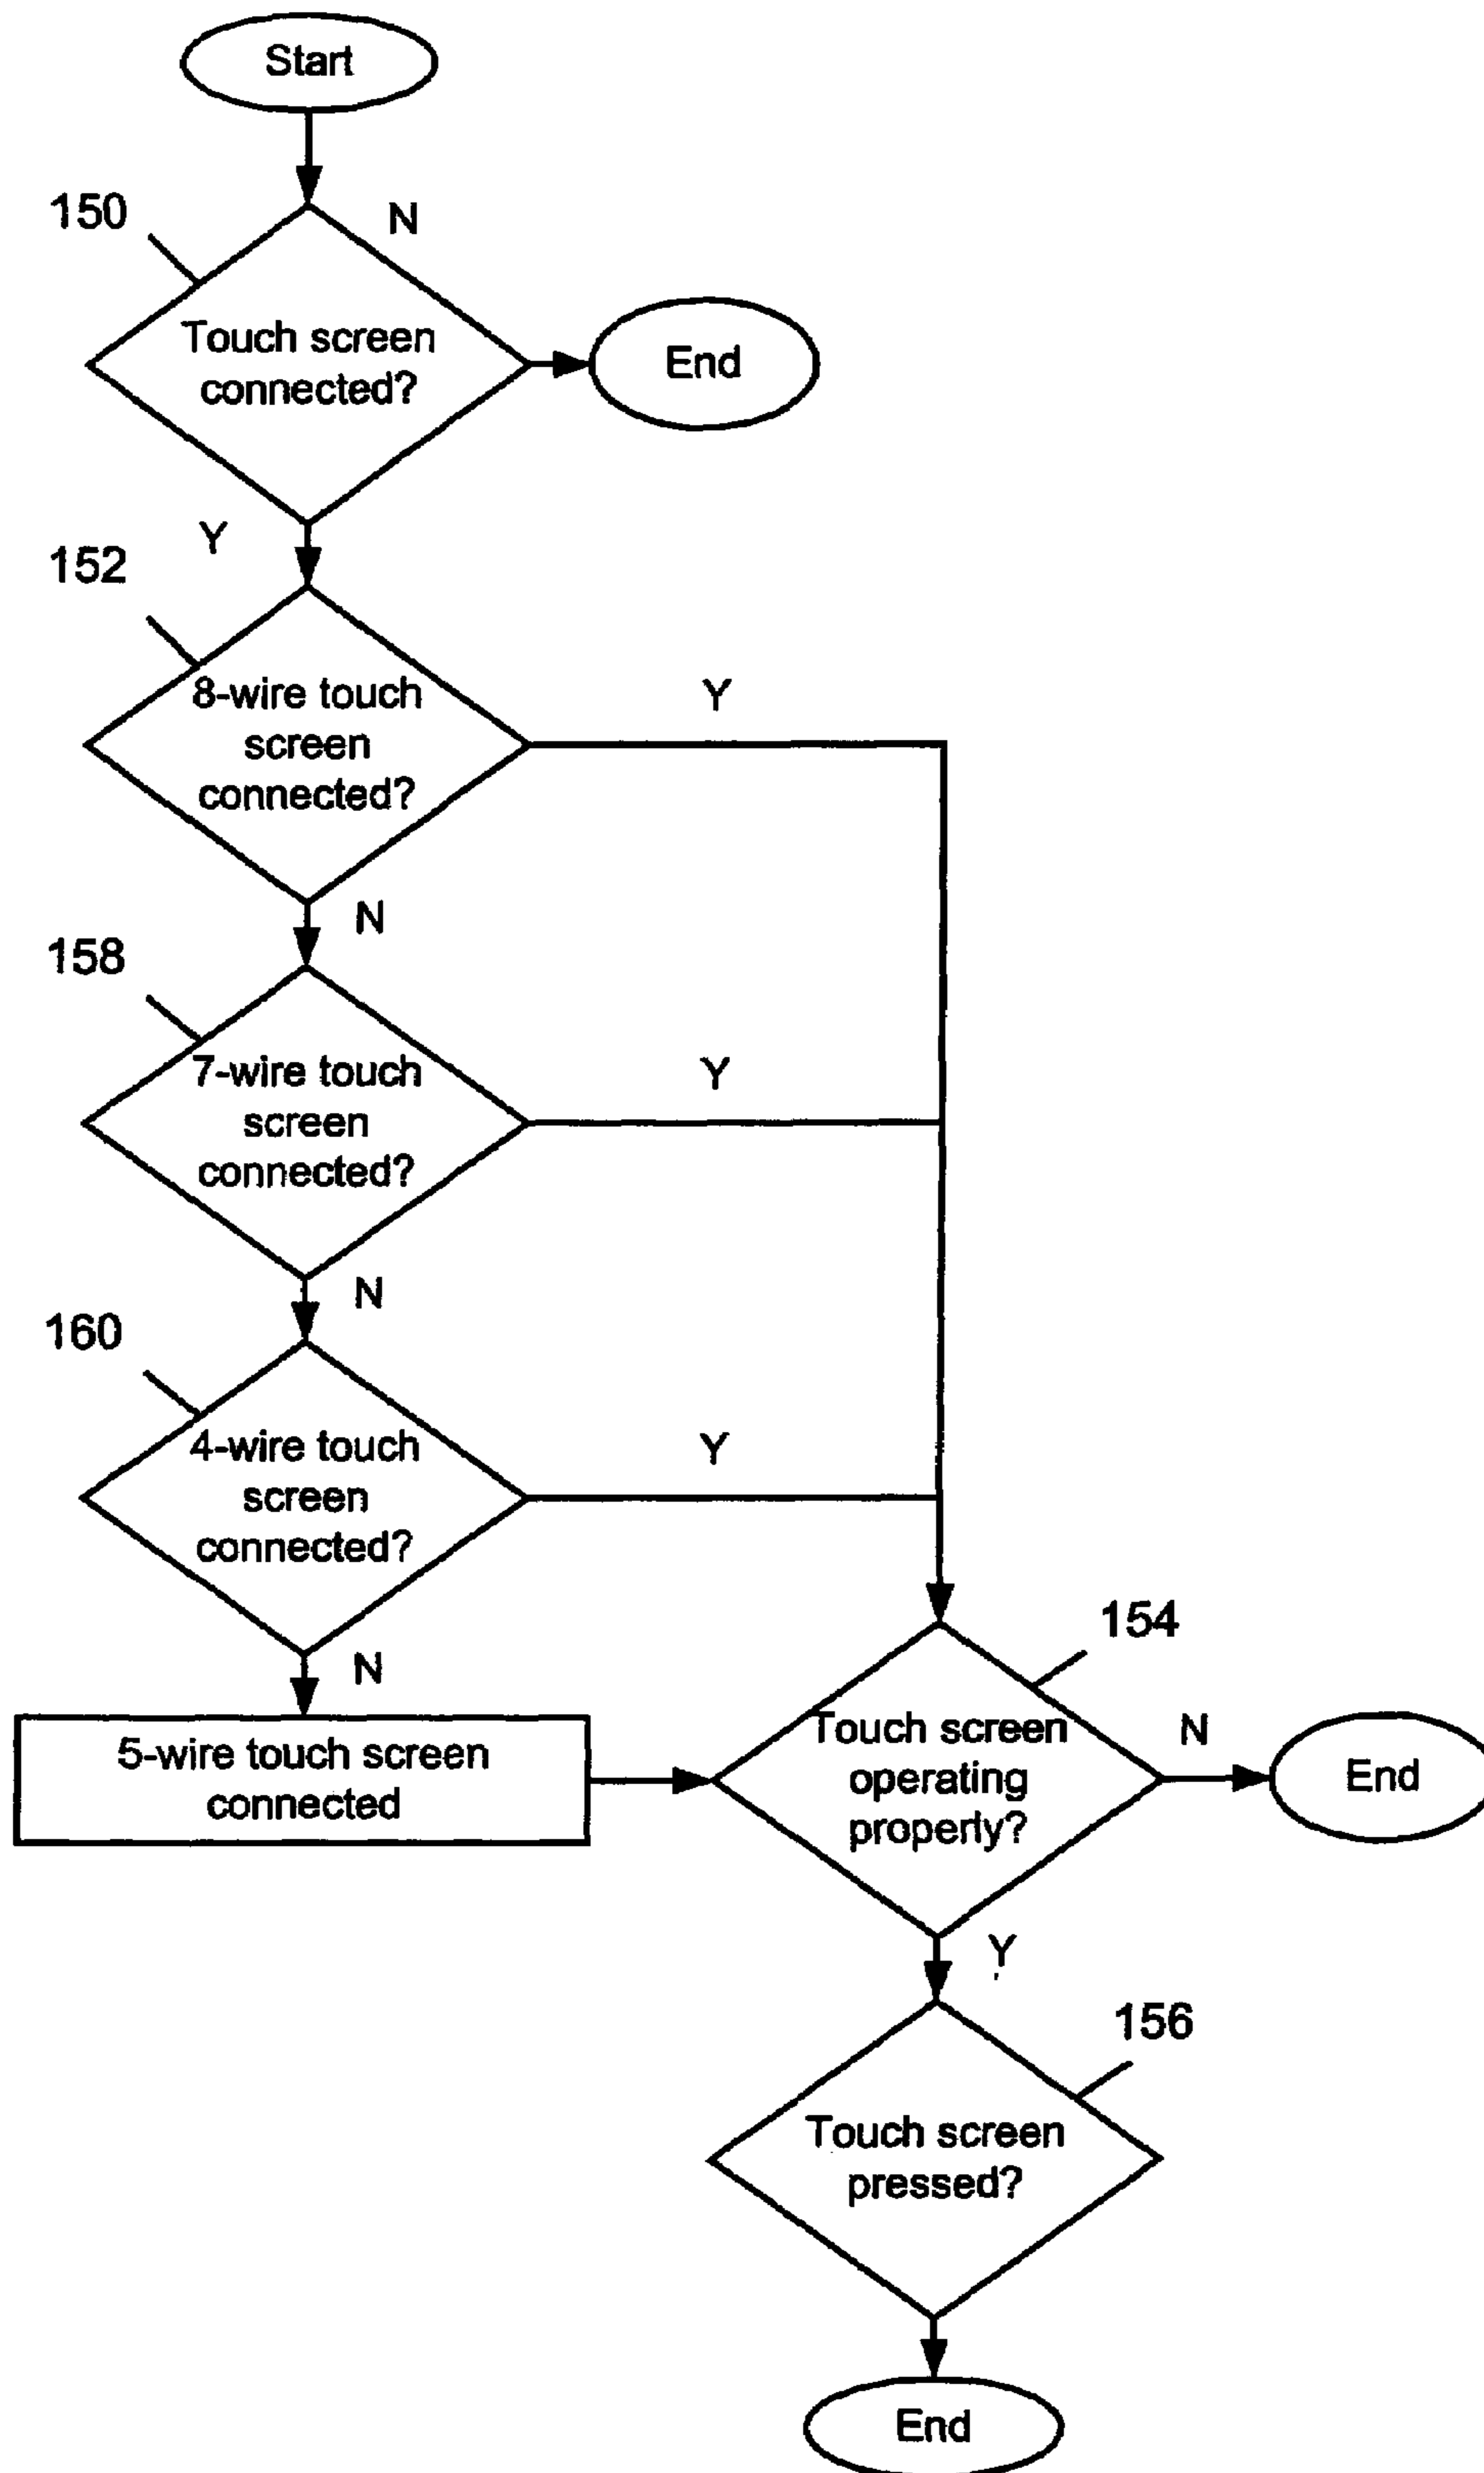 Start
150
N
Touch screen
connected?
End
Y
152
8-wire touch
screen
connected?
Y
N
158
7-wire touch
screen
connected?
Y
N
160
4-wire touch
screen
connected?
Y
N
154
5-wire touch screen
connected
Touch screen
operating
properly?
N
End
Y
156
Touch screen
pressed?
End